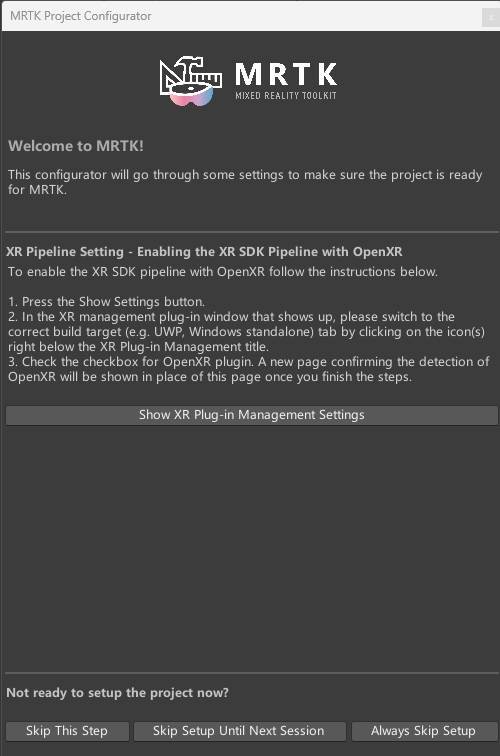 MRTK Project Configurator
x
MRTK
MIXED REALITY TOOLKIT
Welcome to MRTK!
This configurator will go through some settings to make sure the project is ready
for MRTK.
XR Pipeline Setting - Enabling the XR SDK Pipeline with OpenXR
To enable the XR SDK pipeline with OpenXR follow the instructions below.
1. Press the Show Settings button.
2. In the XR management plug-in window that shows up, please switch to the
correct build target (e.g. UWP, Windows standalone) tab by clicking on the icon(s)
right below the XR Plug-in Management title.
3. Check the checkbox for OpenXR plugin. A new page confirming the detection of
OpenXR will be shown in place of this page once you finish the steps.
Show XR Plug-in Management Settings
Not ready to setup the project now?
Skip This Step
Skip Setup Until Next Session
Always Skip Setup